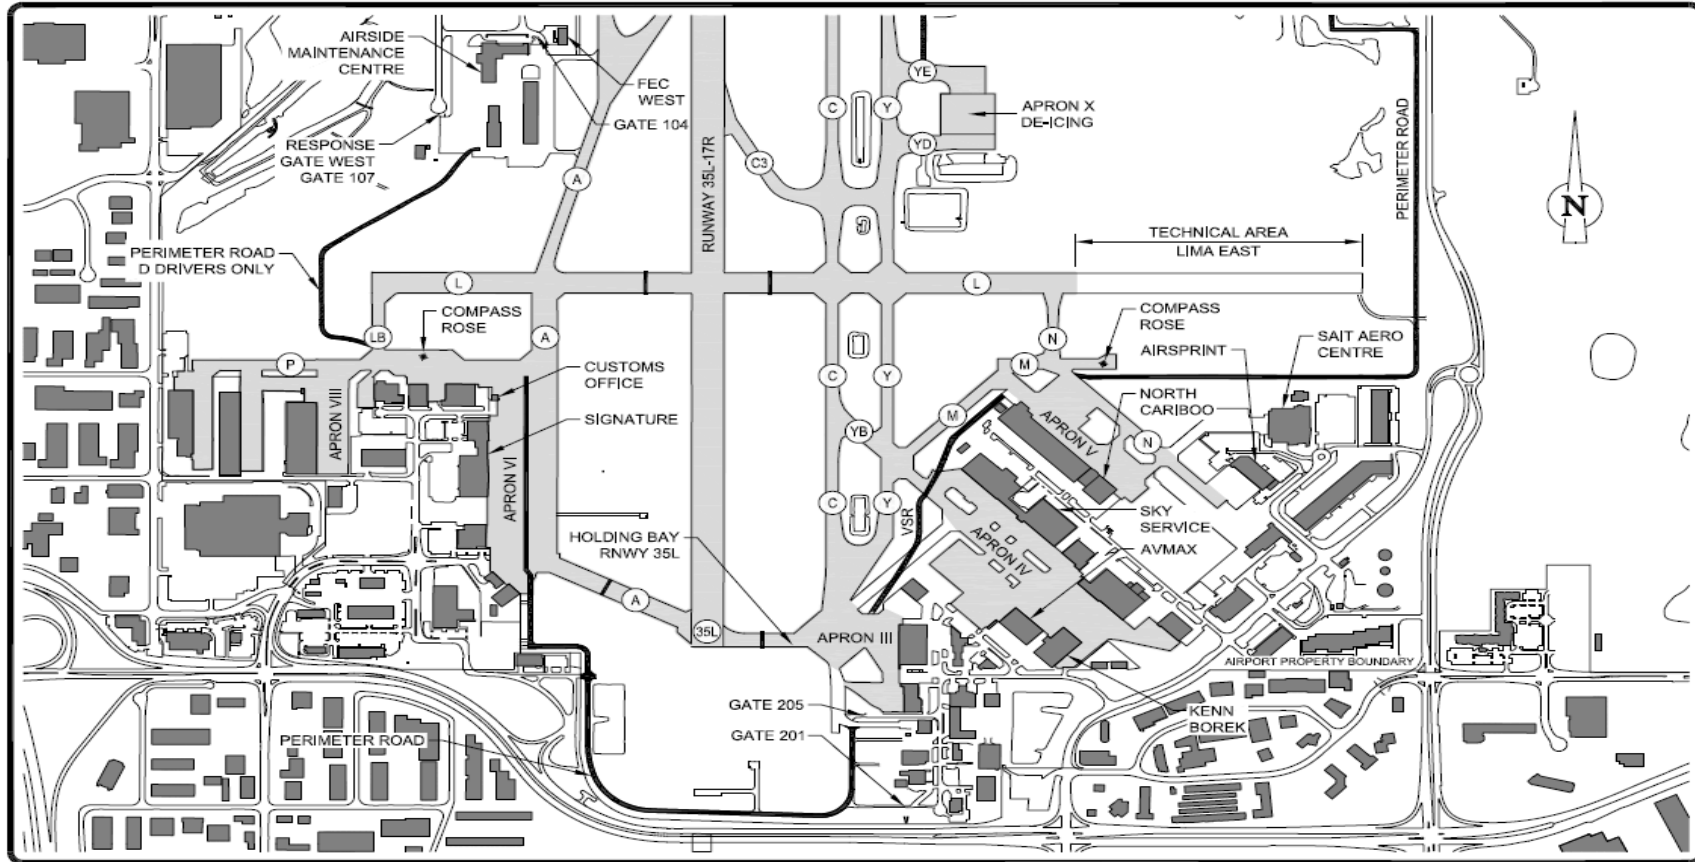 AIRSIDE
MAINTENANCE
CENTRE
FEC
WEST
GATE 104
RESPONSE
GATE WEST
GATE 107
A
RUNWAY 35L-17R
C3
C
Y
YE
YD
APRON X
DE-ICING
PERIMETER ROAD
N
PERIMETER ROAD
D DRIVERS ONLY
TECHNICAL AREA
LIMA EAST
L
L
LB
COMPASS
ROSE
A
P
CUSTOMS
OFFICE
SIGNATURE
APRON VIII
APRON VI
C
Y
YB
C
Y
M
M
N
N
COMPASS
ROSE
AIRSPRINT
SAIT AERO
CENTRE
NORTH
CARIBOO
APRON V
SKY
SERVICE
AVMAX
APRON IV
VSR
HOLDING BAY
RNWY 35L
A
35L
APRON III
AIRPORT PROPERTY BOUNDARY
GATE 205
GATE 201
KENN
BOREK
PERIMETER ROAD